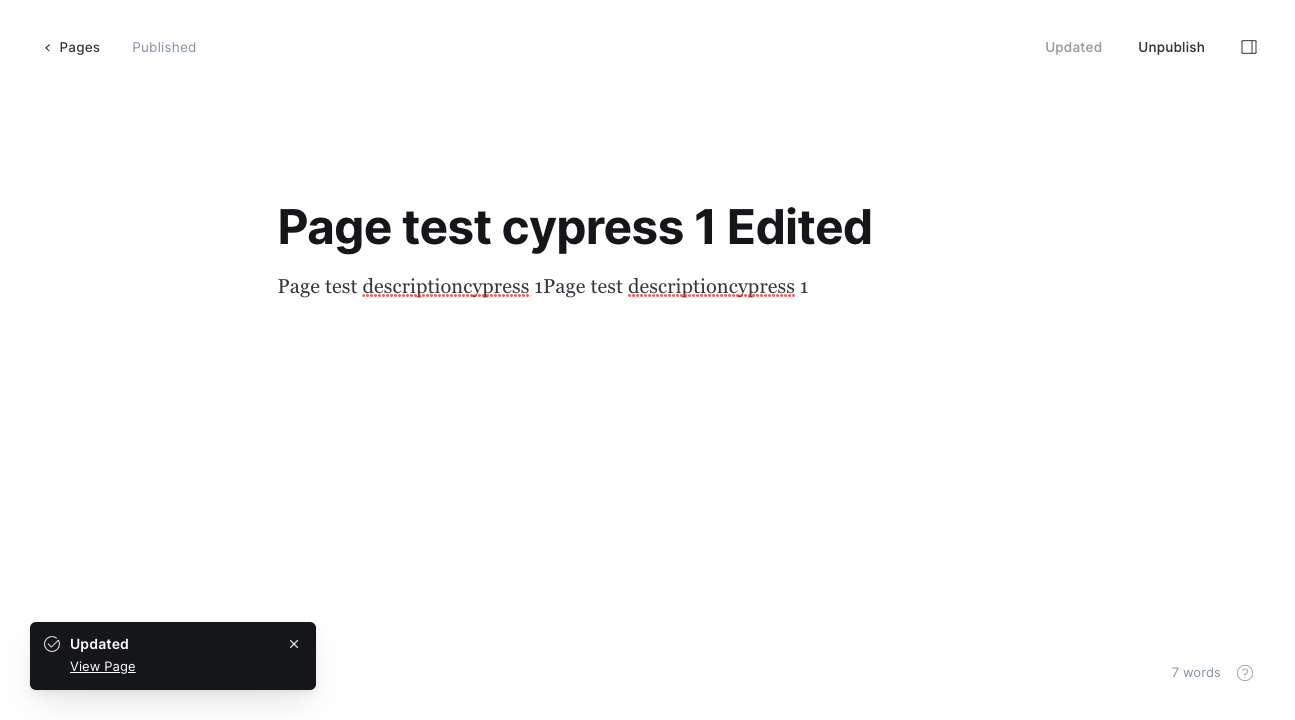 Pages
Published
Updated
Unpublish
Page test cypress 1 Edited
Page test descriptioncypress 1Page test descriptioncypress 1
Updated
View Page
7 words